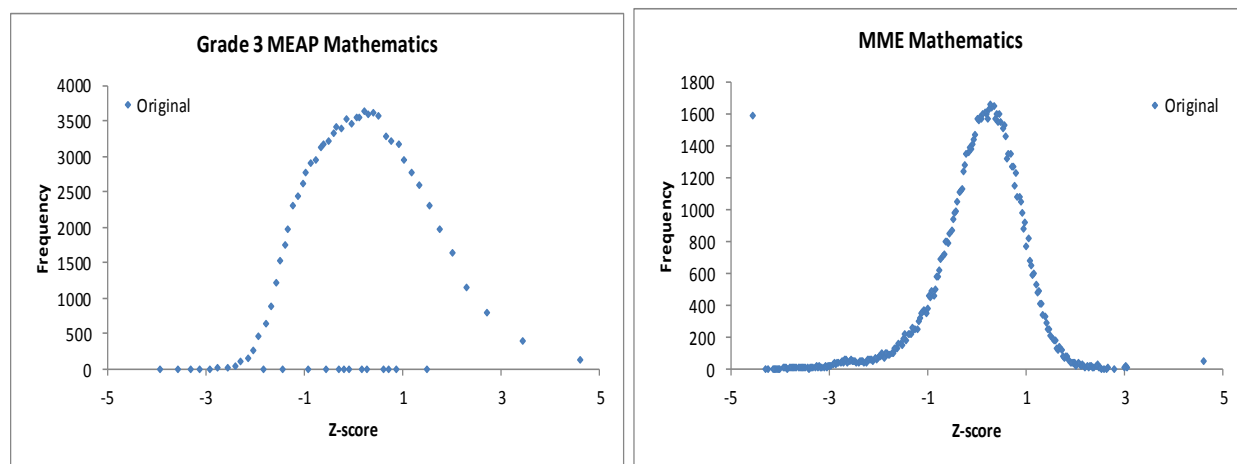 Grade 3 MEAP Mathematics
Original
Frequency
4000
3500
3000
2500
2000
1500
1000
500
0
-5 -3 -1 1 3 5
Z-score
MME Mathematics
Original
Frequency
1800
1600
1400
1200
1000
800
600
400
200
0
-5 -3 -1 1 3 5
Z-score